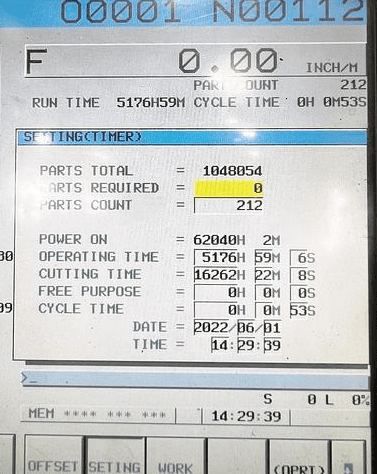 O0001 N00112
F 0.00 INCH/M
PARTS COUNT 212
RUN TIME 5176H59M CYCLE TIME 0H 0M53S
SETING(TIMER)
PARTS TOTAL = 1048054
PARTS REQUIRED = 0
PARTS COUNT = 212
POWER ON = 62040H 2M
OPERATING TIME = 5176H 59M 6S
CUTTING TIME = 16262H 22M 8S
FREE PURPOSE = 0H 0M 0S
CYCLE TIME = 0H 0M 53S
DATE = 2022/06/01
TIME = 14:29:39
>_
S 0 L 0%
MEM **** *** *** 14:29:39
OFFSET SETING WORK (OPRT)